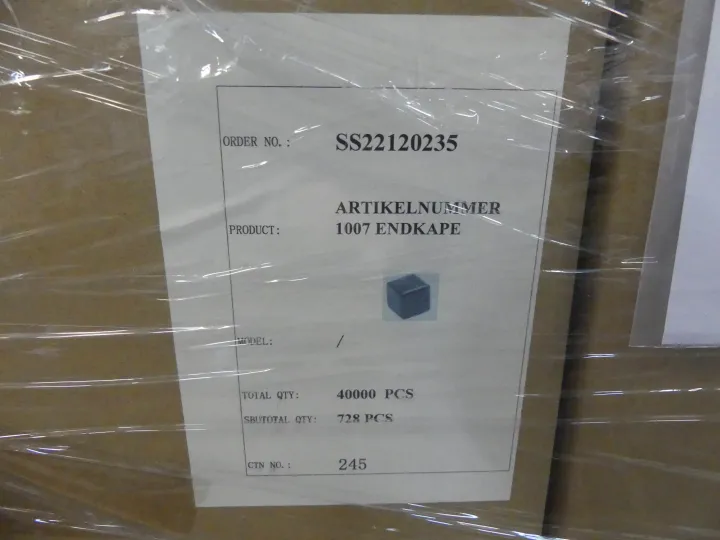 ORDER NO.: SS22120235
ARTIKELNUMMER
PRODUCT: 1007 ENDKAPE
MODEL: /
TOTAL QTY: 40000 PCS
SBUTOTAL QTY: 728 PCS
CTN NO.: 245